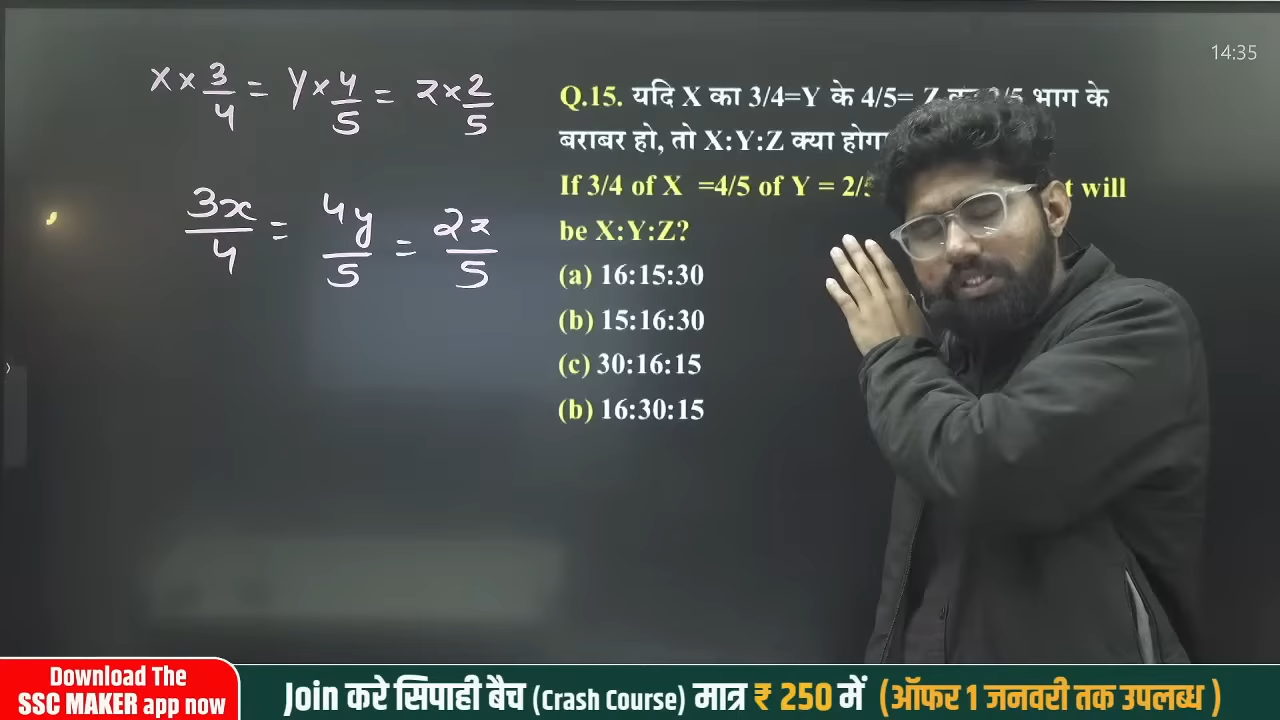 14:35
x × 3/4 = y × 4/5 = z × 2/5
3x/4 = 4y/5 = 2z/5
Q.15. यदि X का 3/4=Y के 4/5= Z का 2/5 भाग के
बराबर हो, तो X:Y:Z क्या होगा
If 3/4 of X =4/5 of Y = 2/5 will
be X:Y:Z?
(a) 16:15:30
(b) 15:16:30
(c) 30:16:15
(b) 16:30:15
Download The
SSC MAKER app now
Join करे सिपाही बैच (Crash Course) मात्र ₹ 250 में (ऑफर 1 जनवरी तक उपलब्ध )